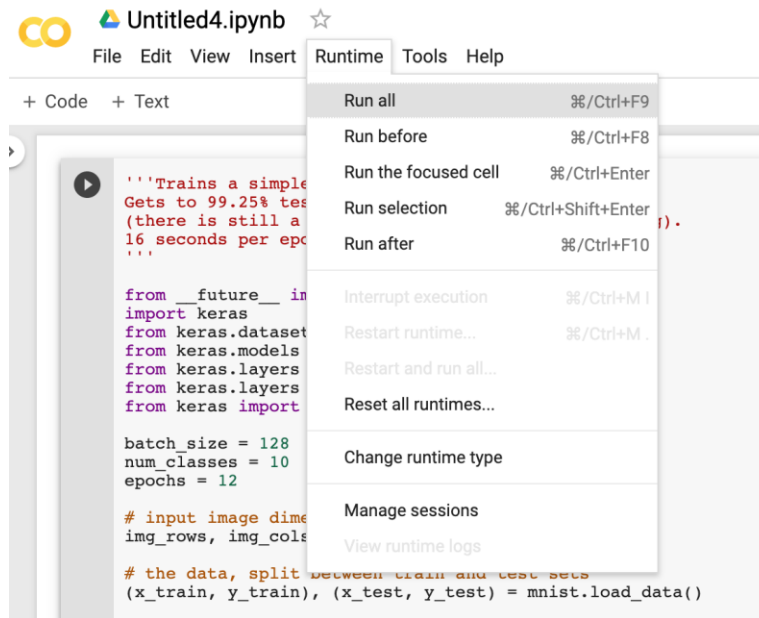 Untitled4.ipynb
File Edit View Insert Runtime Tools Help
+ Code + Text
Run all ⌘/Ctrl+F9
Run before ⌘/Ctrl+F8
Run the focused cell ⌘/Ctrl+Enter
Run selection ⌘/Ctrl+Shift+Enter
Run after ⌘/Ctrl+F10
Interrupt execution ⌘/Ctrl+M I
Restart runtime... ⌘/Ctrl+M .
Restart and run all...
Reset all runtimes...
Change runtime type
Manage sessions
View runtime logs
'''Trains a simple
Gets to 99.25% tes
(there is still a ).
16 seconds per epo
'''
from __future__ im
import keras
from keras.dataset
from keras.models
from keras.layers
from keras.layers
from keras import
batch_size = 128
num_classes = 10
epochs = 12
# input image dime
img_rows, img_cols
# the data, split between train and test sets
(x_train, y_train), (x_test, y_test) = mnist.load_data()